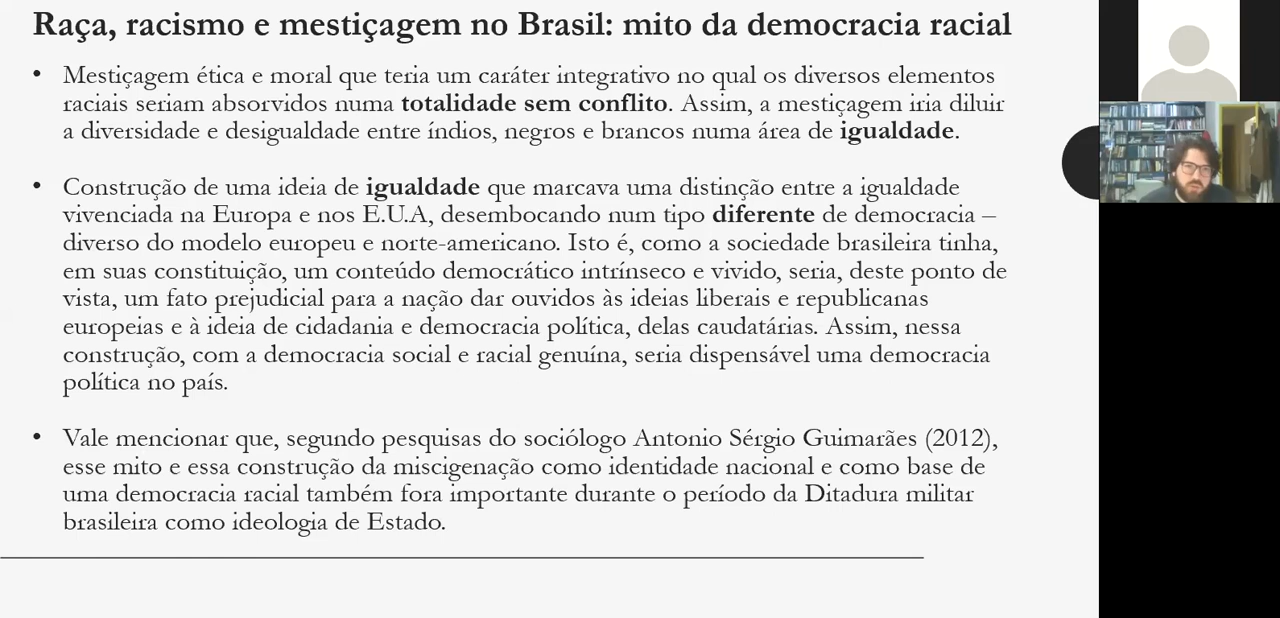 Raça, racismo e mestiçagem no Brasil: mito da democracia racial
• Mestiçagem ética e moral que teria um caráter integrativo no qual os diversos elementos
raciais seriam absorvidos numa totalidade sem conflito. Assim, a mestiçagem iria diluir
a diversidade e desigualdade entre índios, negros e brancos numa área de igualdade.
• Construção de uma ideia de igualdade que marcava uma distinção entre a igualdade
vivenciada na Europa e nos E.U.A, desembocando num tipo diferente de democracia –
diverso do modelo europeu e norte-americano. Isto é, como a sociedade brasileira tinha,
em suas constituição, um conteúdo democrático intrínseco e vivido, seria, deste ponto de
vista, um fato prejudicial para a nação dar ouvidos às ideias liberais e republicanas
europeias e à ideia de cidadania e democracia política, delas caudatárias. Assim, nessa
construção, com a democracia social e racial genuína, seria dispensável uma democracia
política no país.
• Vale mencionar que, segundo pesquisas do sociólogo Antonio Sérgio Guimarães (2012),
esse mito e essa construção da miscigenação como identidade nacional e como base de
uma democracia racial também fora importante durante o período da Ditadura militar
brasileira como ideologia de Estado.